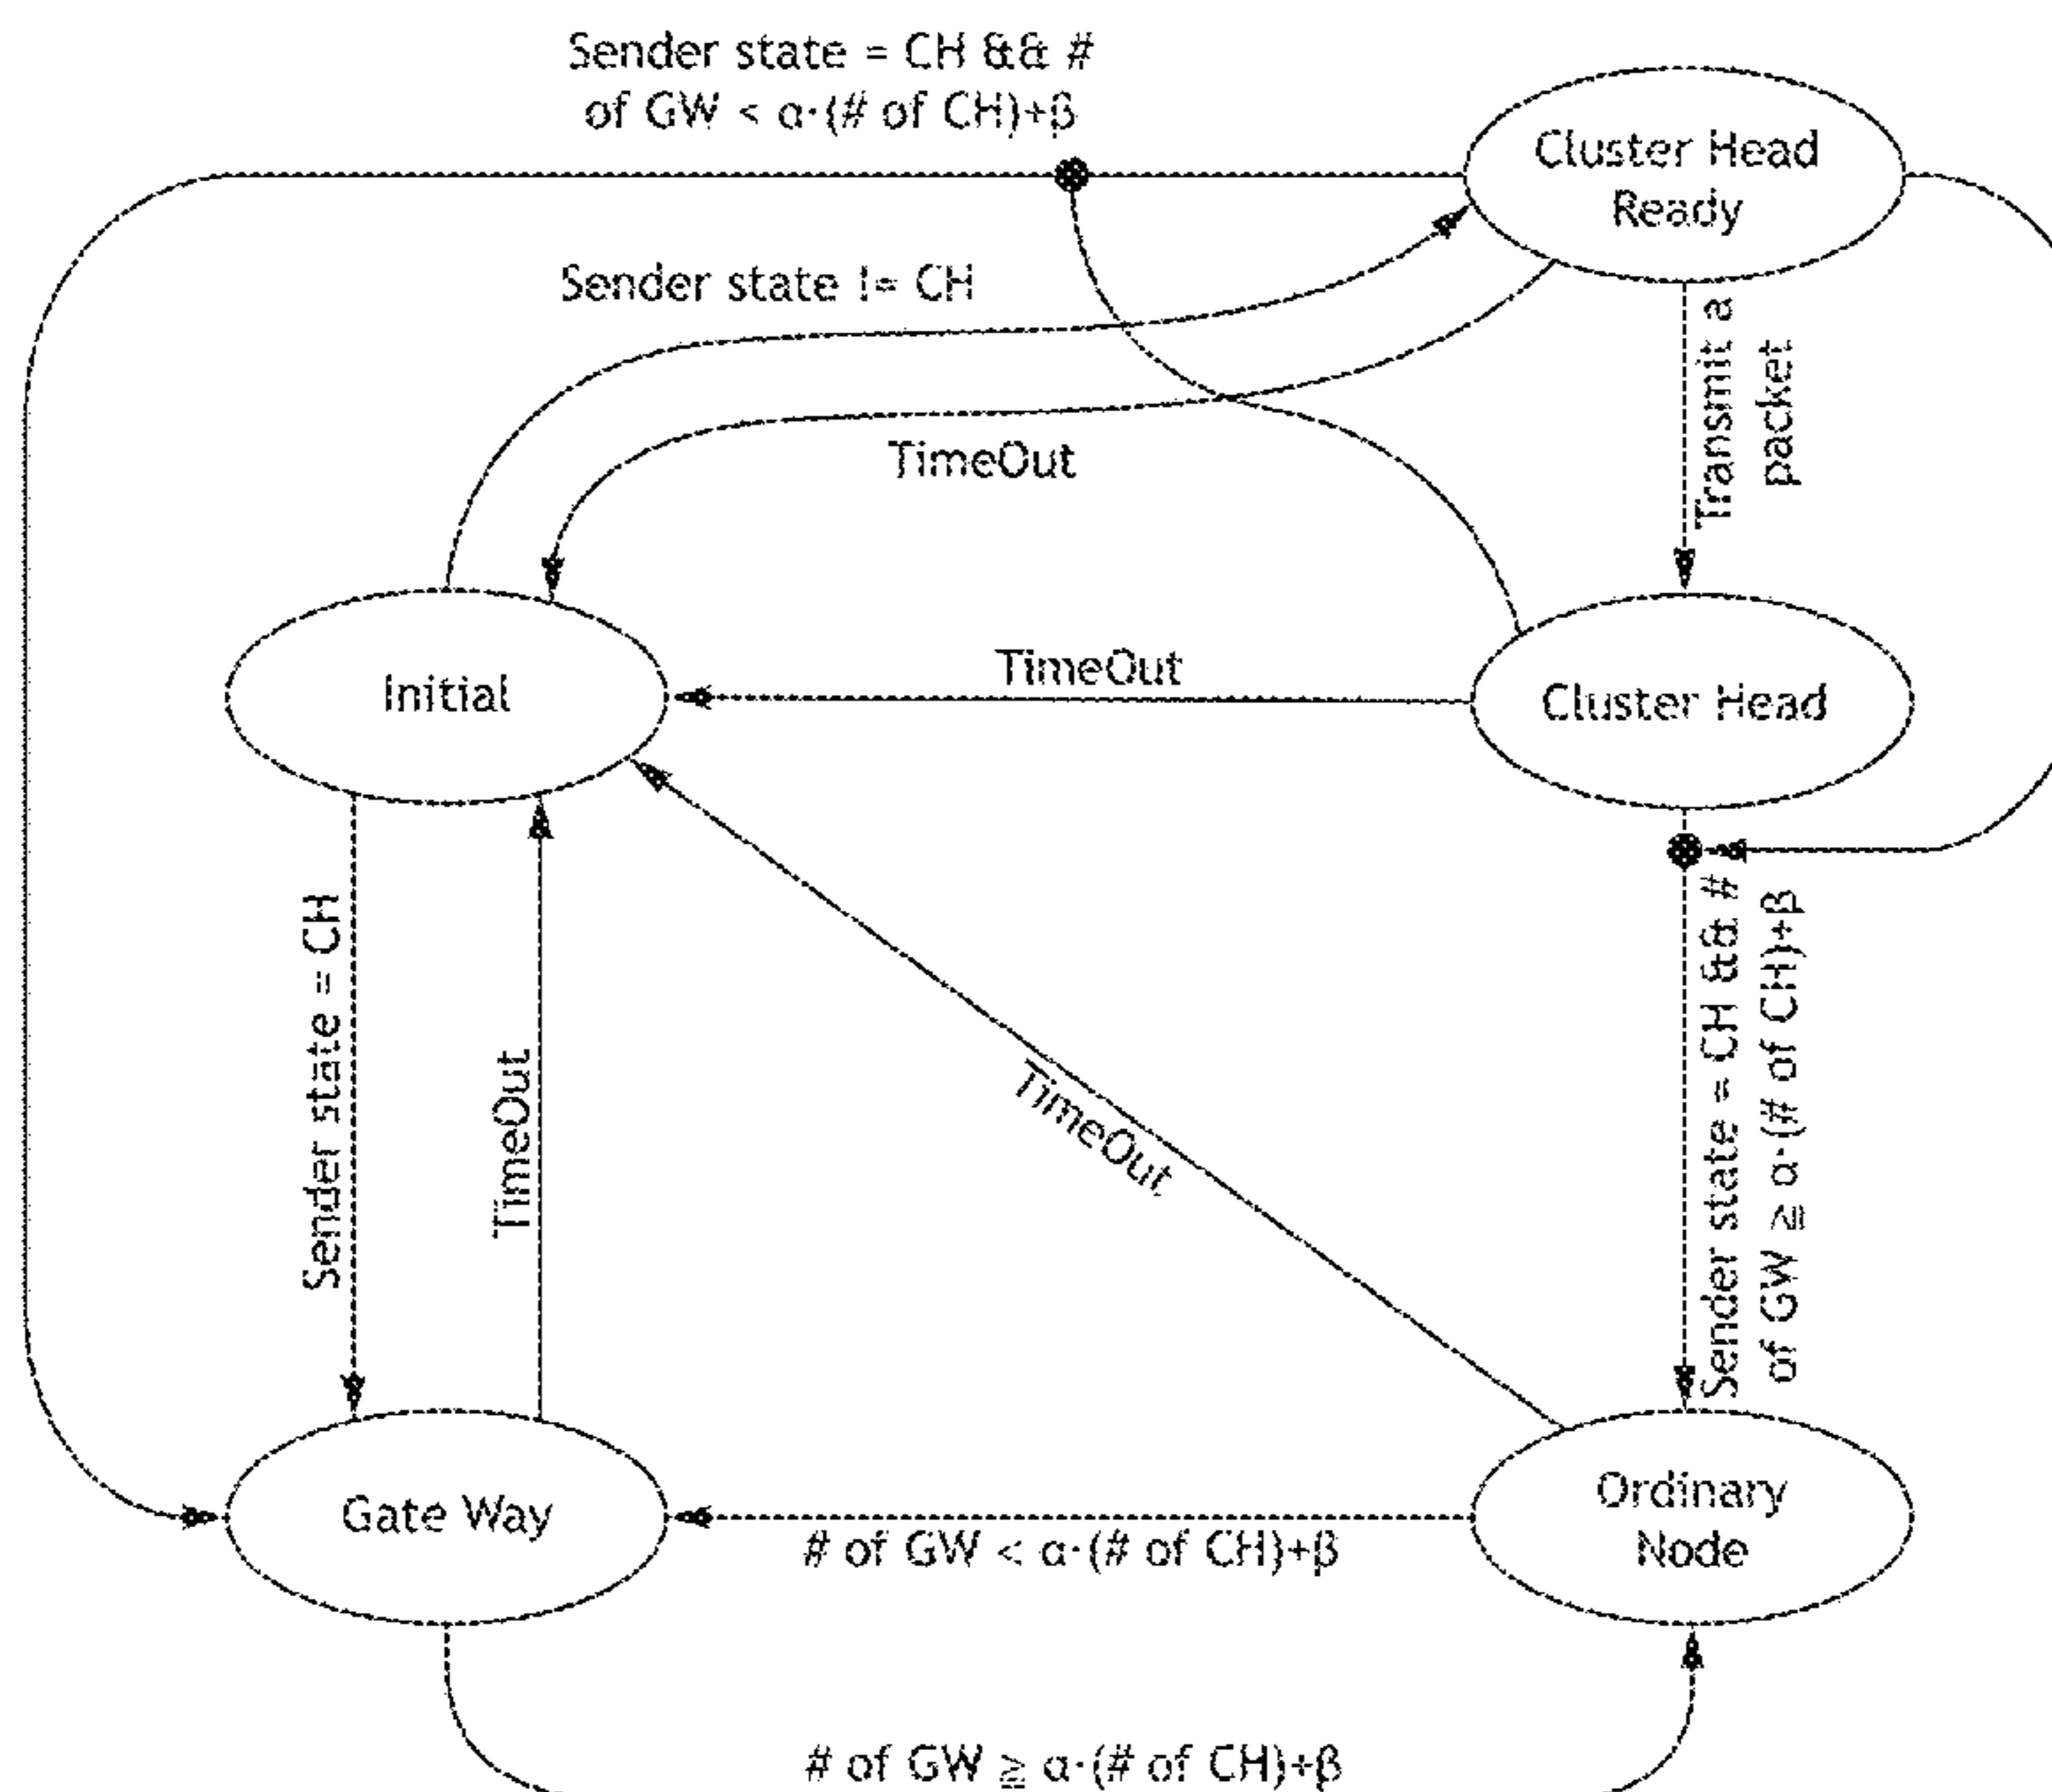 Sender state = CH && #
of GW < α·(# of CH)+β
Cluster Head
Ready
Sender state != CH
Transmit a
packet
TimeOut
Initial
TimeOut
Cluster Head
Sender state = CH
TimeOut
TimeOut
Sender state = CH && #
of GW ≧ α·(# of CH)+β
Gate Way
Ordinary
Node
# of GW < α·(# of CH)+β
# of GW ≧ α·(# of CH)+β